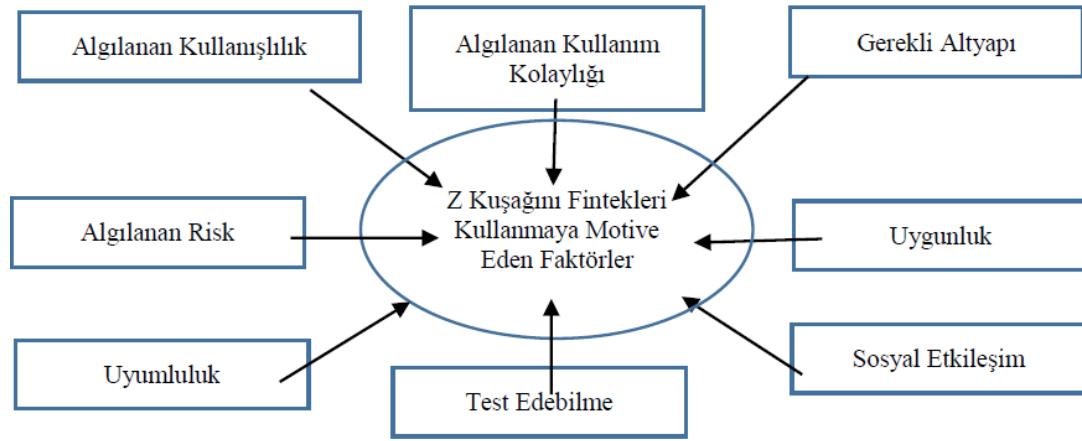 Algılanan Kullanışlılık
Algılanan Kullanım
Kolaylığı
Gerekli Altyapı
Z Kuşağını Fintekleri
Kullanmaya Motive
Eden Faktörler
Algılanan Risk
Uygunluk
Uyumluluk
Test Edebilme
Sosyal Etkileşim